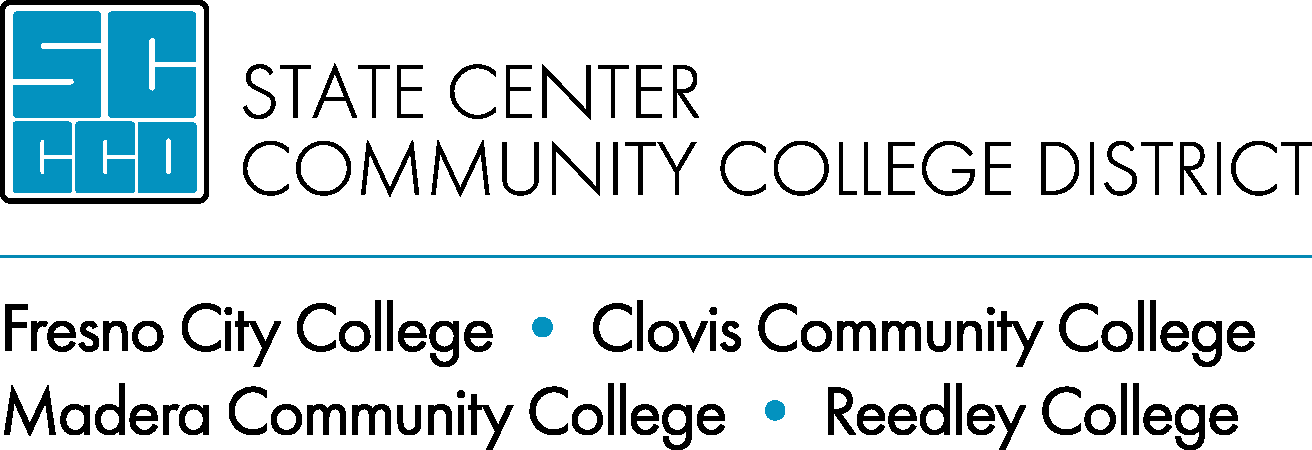 SC
CCD
STATE CENTER
COMMUNITY COLLEGE DISTRICT
Fresno City College • Clovis Community College
Madera Community College • Reedley College